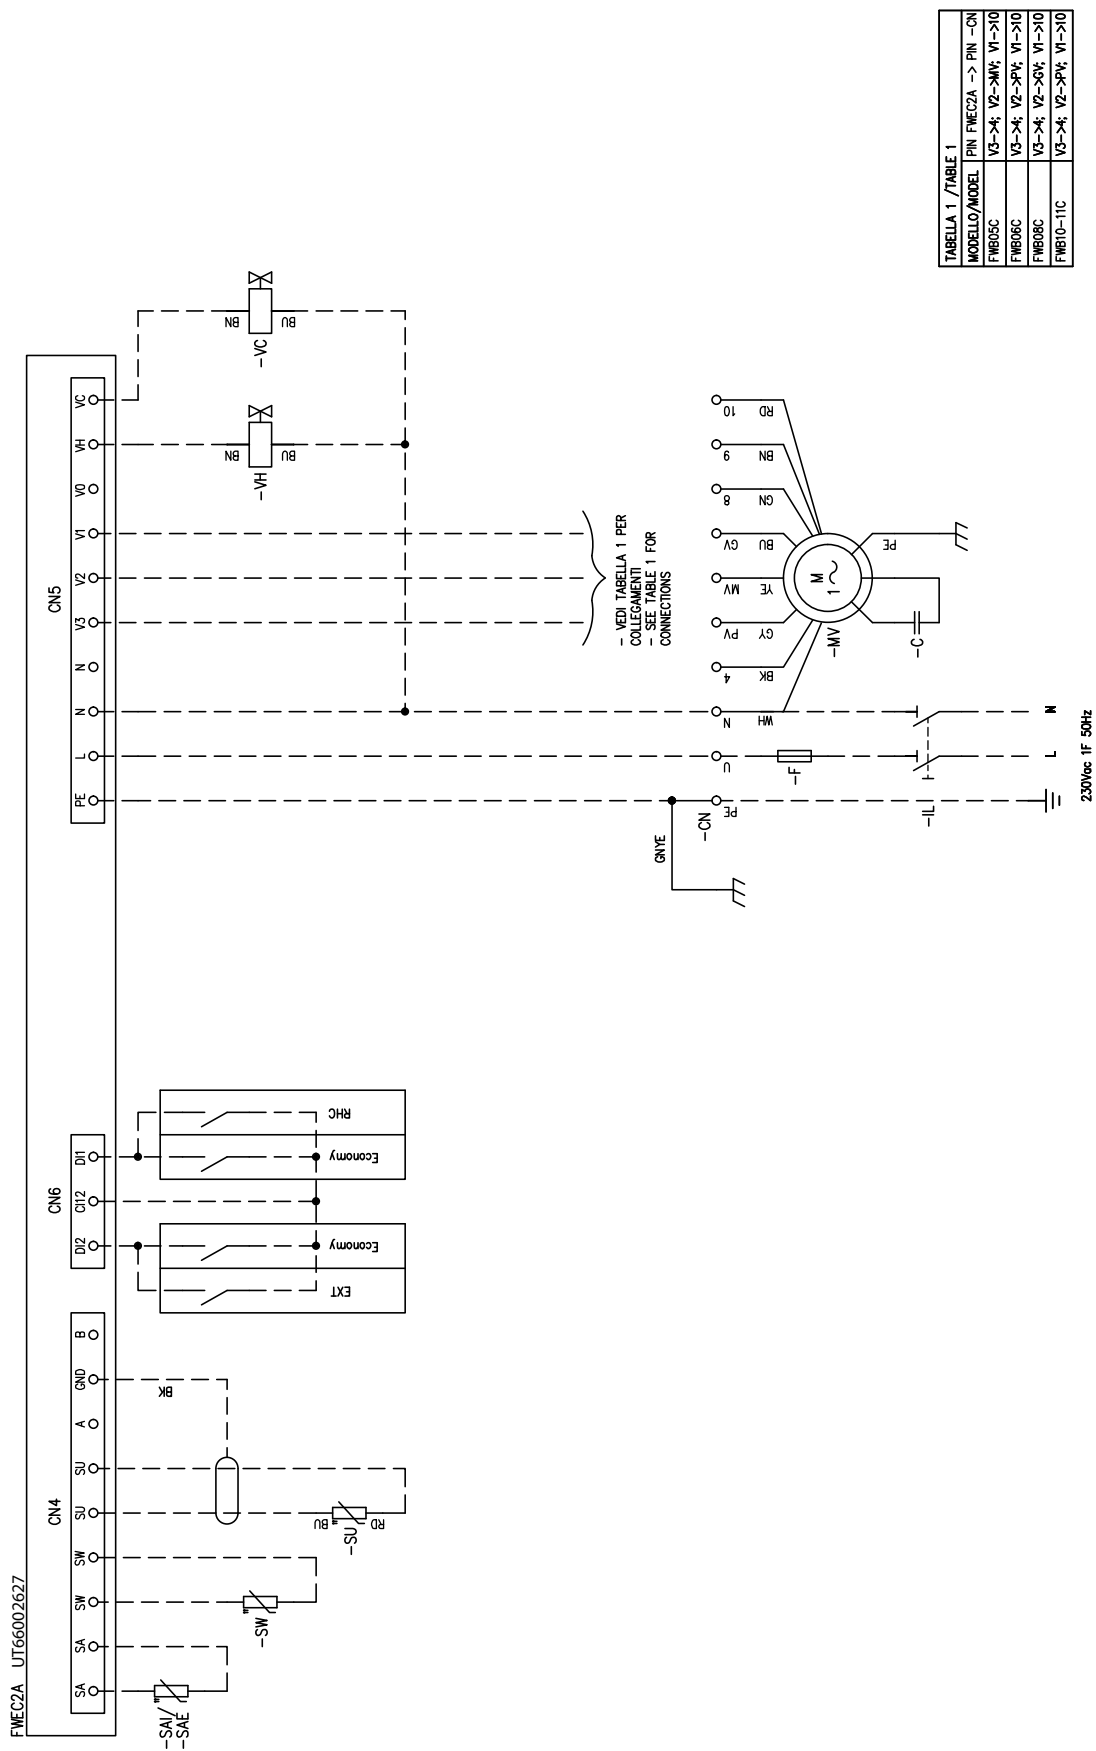 FWEC2A UT66002627
CN4
CN6
CN5
SA
SA
SW
SW
SU
SU
A
GND
B
DI2
CI12
DI1
PE
L
N
N
V3
V2
V1
V0
VH
VC
-SAI/
-SAE
-SW
-SU
BU
RD
BK
EXT
Economy
Economy
RHC
BN
BU
-VH
BN
BU
-VC
- VEDI TABELLA 1 PER
COLLEGAMENTI
- SEE TABLE 1 FOR
CONNECTIONS
GNYE
-CN
PE
U
N
4
PV
MV
GV
8
9
10
WH
BK
GY
YE
BU
GN
BN
RD
-F
-MV
M
1
PE
-C
-IL
L
N
230Vac 1F 50Hz
TABELLA 1 /TABLE 1
MODELLO/MODEL PIN FWEC2A -> PIN -CN
FWB05C V3->4; V2->MV; V1->10
FWB06C V3->4; V2->PV; V1->10
FWB08C V3->4; V2->GV; V1->10
FWB10-11C V3->4; V2->PV; V1->10